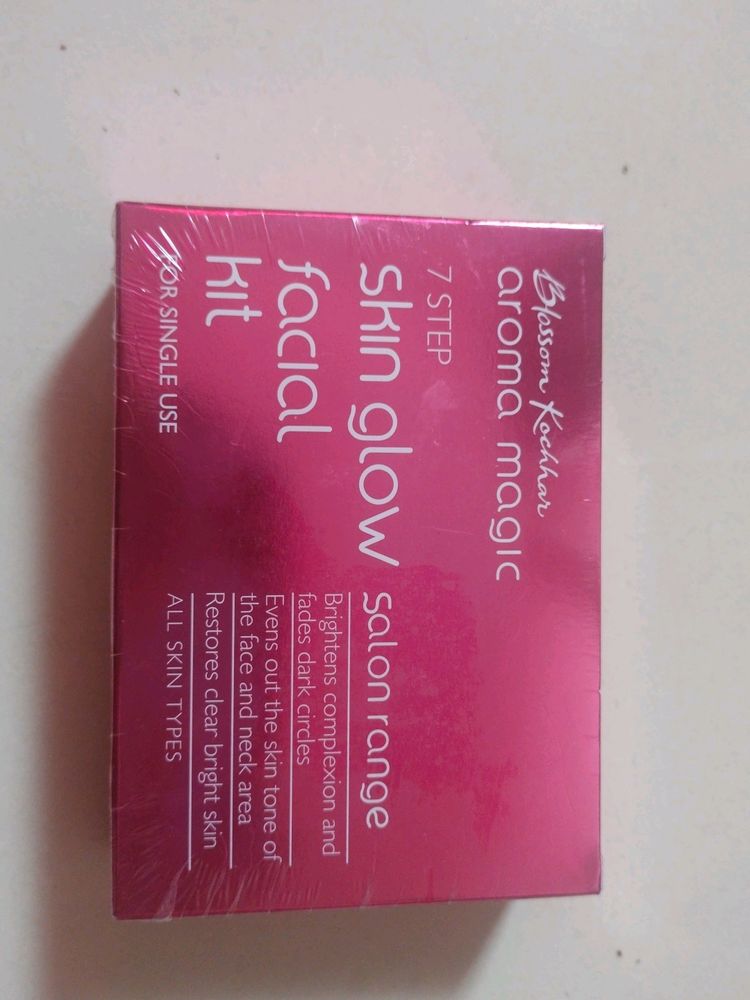 Blossom Kochhar
aroma magic
7 STEP
skin glow
facial
kit
FOR SINGLE USE
salon range
Brightens complexion and
fades dark circles
Evens out the skin tone of
the face and neck area
Restores clear bright skin
ALL SKIN TYPES